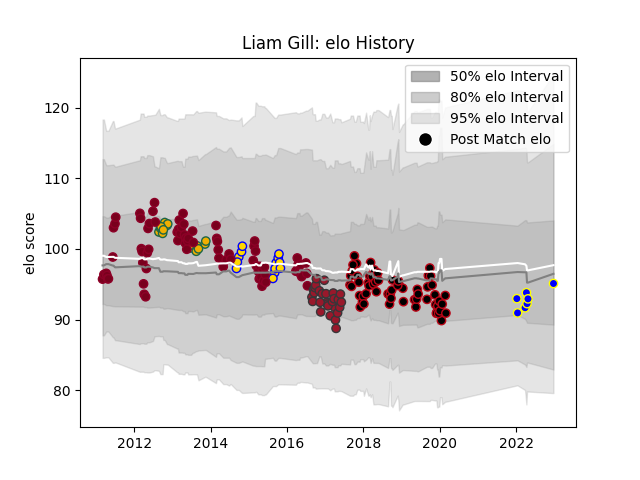 Liam Gill: elo History
50% elo Interval
80% elo Interval
95% elo Interval
Post Match elo
elo score
120
110
100
90
80
2012 2014 2016 2018 2020 2022